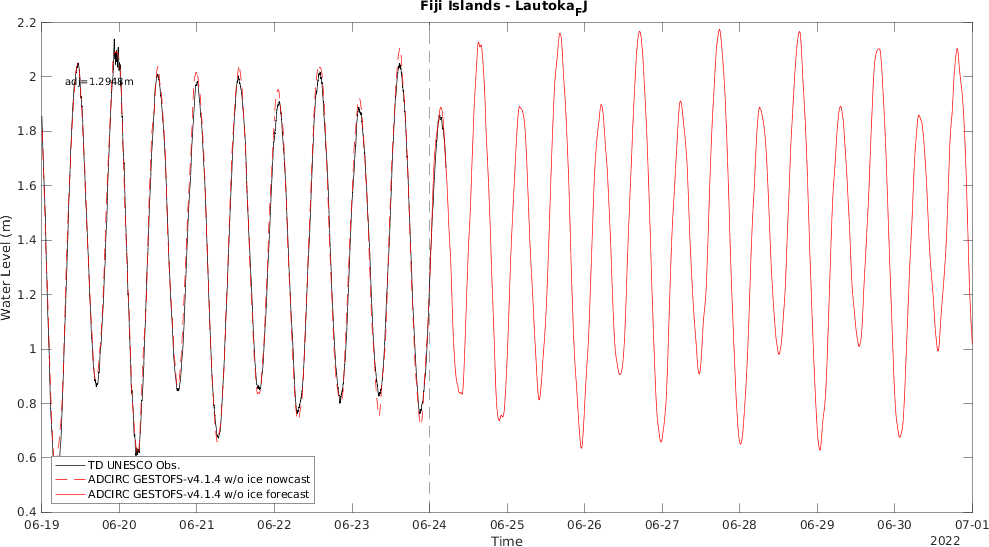 Fiji Islands - Lautoka_FJ
2.2
2
1.8
1.6
1.4
1.2
1
0.8
0.6
0.4
Water Level (m)
adj=1.2948m
TD UNESCO Obs.
ADCIRC GESTOFS-v4.1.4 w/o ice nowcast
ADCIRC GESTOFS-v4.1.4 w/o ice forecast
06-19 06-20 06-21 06-22 06-23 06-24 06-25 06-26 06-27 06-28 06-29 06-30 07-01
Time
2022